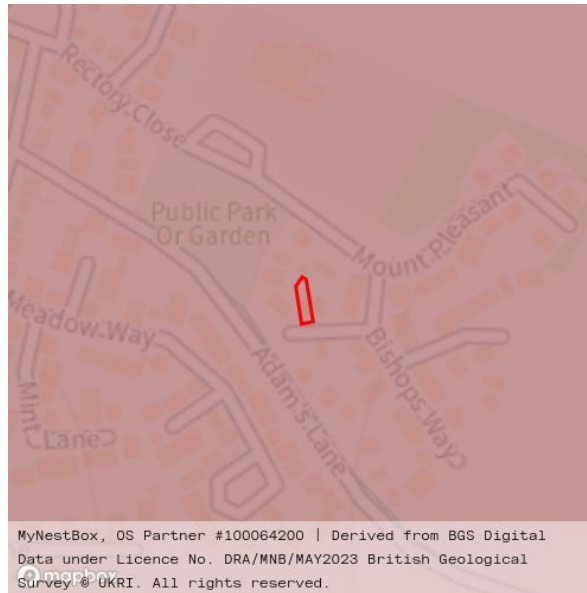 Rectory Close
Public Park
Or Garden
Mount Pleasant
Meadow Way
Adam's Lane
Bishops Way
Mint Lane
MyNestBox, OS Partner #100064200 | Derived from BGS Digital
Data under Licence No. DRA/MNB/MAY2023 British Geological
Survey © UKRI. All rights reserved.
mapbox